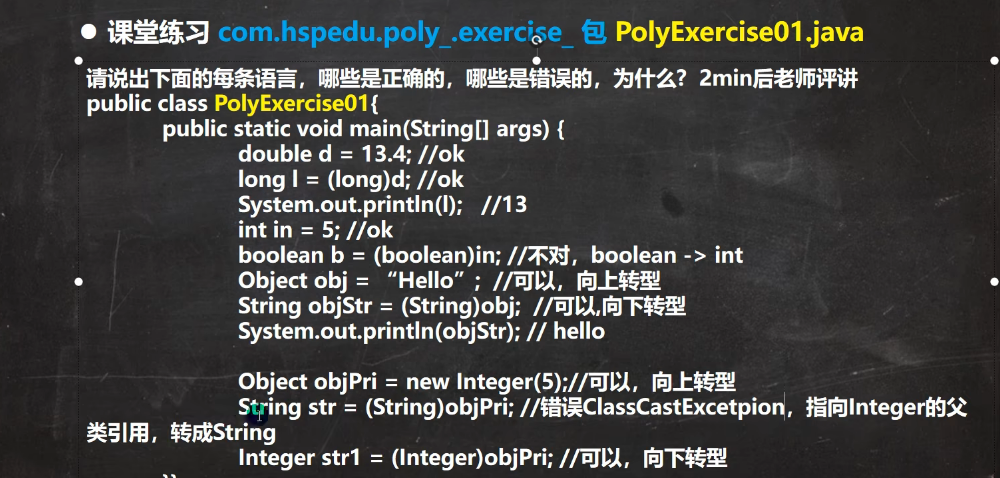 ● 课堂练习 com.hspedu.poly_.exercise_ 包 PolyExercise01.java
请说出下面的每条语言，哪些是正确的，哪些是错误的，为什么？2min后老师评讲
public class PolyExercise01{
public static void main(String[] args) {
double d = 13.4; //ok
long l = (long)d; //ok
System.out.println(l); //13
int in = 5; //ok
boolean b = (boolean)in; //不对，boolean -> int
Object obj = “Hello”; //可以，向上转型
String objStr = (String)obj; //可以,向下转型
System.out.println(objStr); // hello
Object objPri = new Integer(5);//可以，向上转型
String str = (String)objPri; //错误ClassCastExcetpion，指向Integer的父
类引用，转成String
Integer str1 = (Integer)objPri; //可以，向下转型